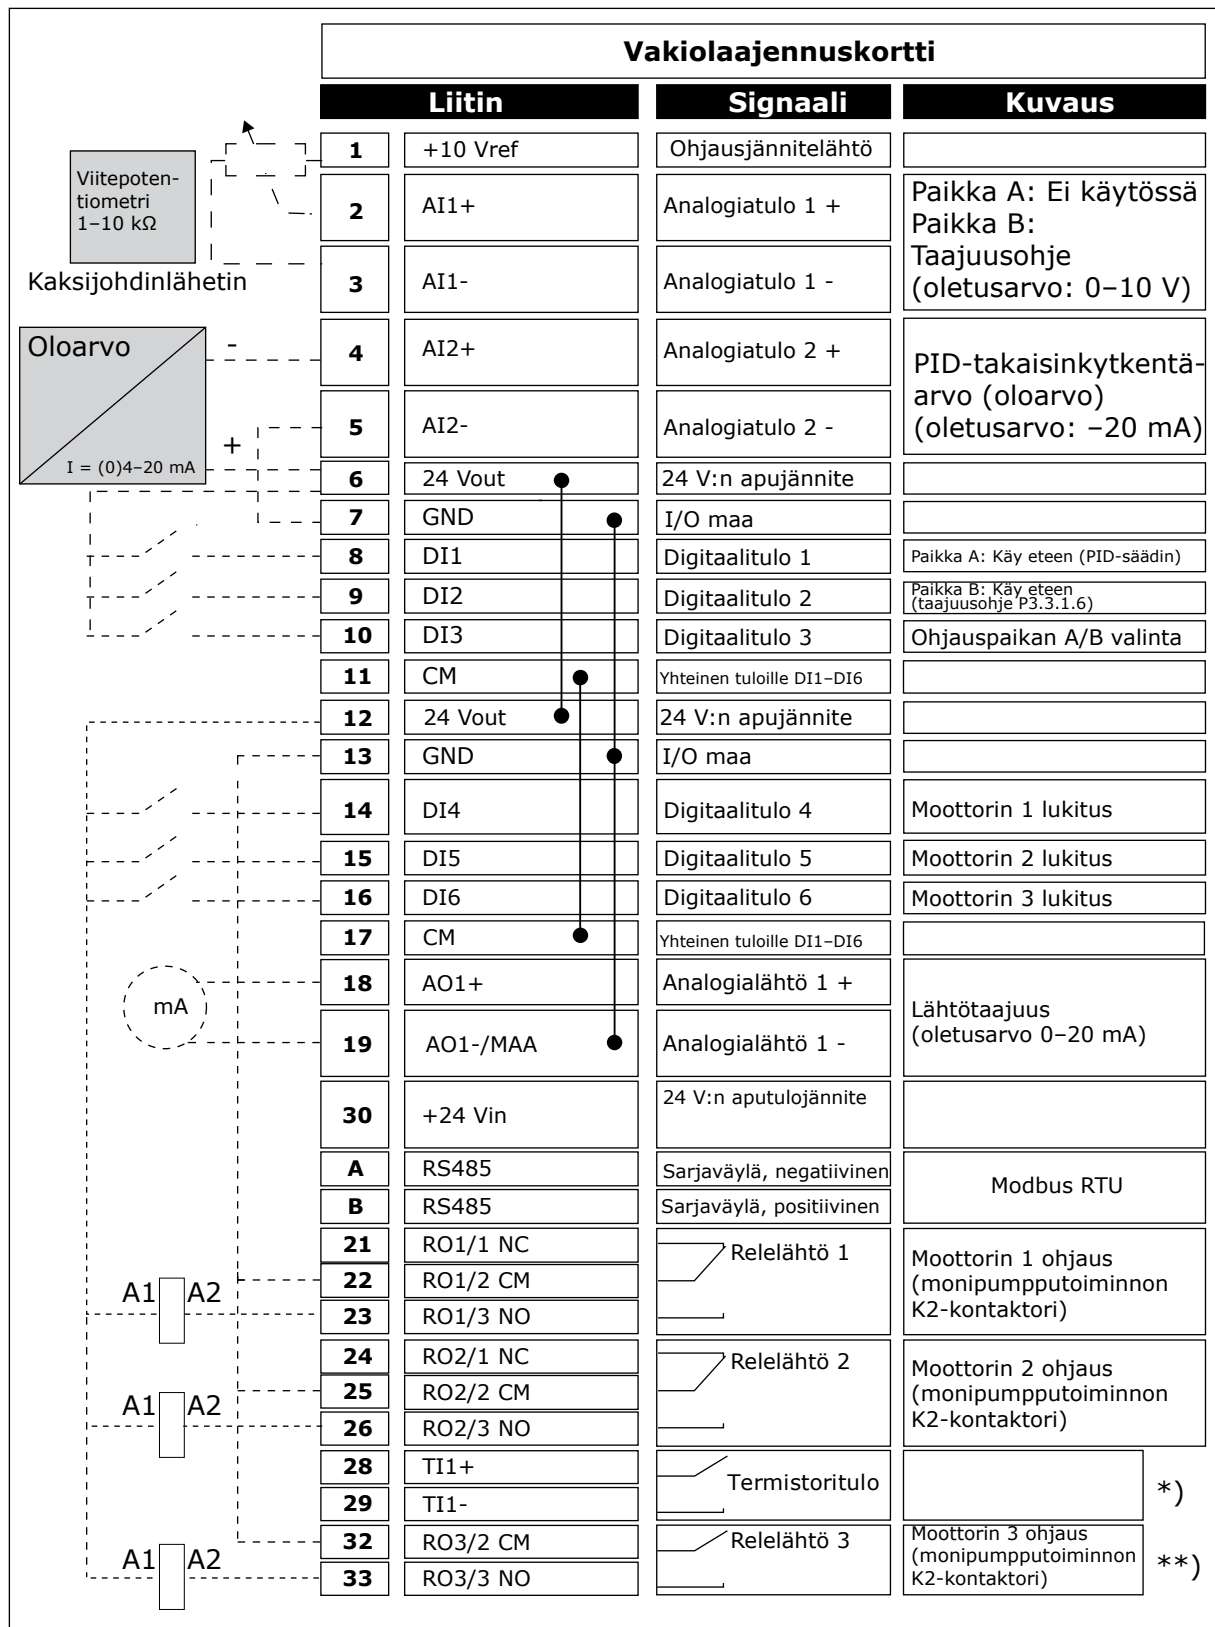 Vakiolaajennuskortti
Liitin Signaali Kuvaus
1 +10 Vref Ohjausjännitelähtö
Viitepoten-
tiometri
1–10 kΩ
2 AI1+ Analogiatulo 1 +
Paikka A: Ei käytössä
Paikka B:
Taajuusohje
(oletusarvo: 0–10 V)
3 AI1- Analogiatulo 1 -
Kaksijohdinlähetin
Oloarvo
-
+
I = (0)4–20 mA
4 AI2+ Analogiatulo 2 +
PID-takaisinkytkentä-
arvo (oloarvo)
(oletusarvo: –20 mA)
5 AI2- Analogiatulo 2 -
6 24 Vout 24 V:n apujännite
7 GND I/O maa
8 DI1 Digitaalitulo 1 Paikka A: Käy eteen (PID-säädin)
9 DI2 Digitaalitulo 2 Paikka B: Käy eteen
(taajuusohje P3.3.1.6)
10 DI3 Digitaalitulo 3 Ohjauspaikan A/B valinta
11 CM Yhteinen tuloille DI1–DI6
12 24 Vout 24 V:n apujännite
13 GND I/O maa
14 DI4 Digitaalitulo 4 Moottorin 1 lukitus
15 DI5 Digitaalitulo 5 Moottorin 2 lukitus
16 DI6 Digitaalitulo 6 Moottorin 3 lukitus
17 CM Yhteinen tuloille DI1–DI6
mA
18 AO1+ Analogialähtö 1 +
Lähtötaajuus
(oletusarvo 0–20 mA)
19 AO1-/MAA Analogialähtö 1 -
30 +24 Vin 24 V:n aputulojännite
A RS485 Sarjaväylä, negatiivinen
Modbus RTU
B RS485 Sarjaväylä, positiivinen
21 RO1/1 NC Relelähtö 1
Moottorin 1 ohjaus
(monipumpputoiminnon
K2-kontaktori)
22 RO1/2 CM
A1 A2
23 RO1/3 NO
24 RO2/1 NC Relelähtö 2
Moottorin 2 ohjaus
(monipumpputoiminnon
K2-kontaktori)
25 RO2/2 CM
A1 A2
26 RO2/3 NO
28 TI1+ Termistoritulo *)
29 TI1-
32 RO3/2 CM Relelähtö 3
Moottorin 3 ohjaus
(monipumpputoiminnon
K2-kontaktori)
**)
A1 A2
33 RO3/3 NO